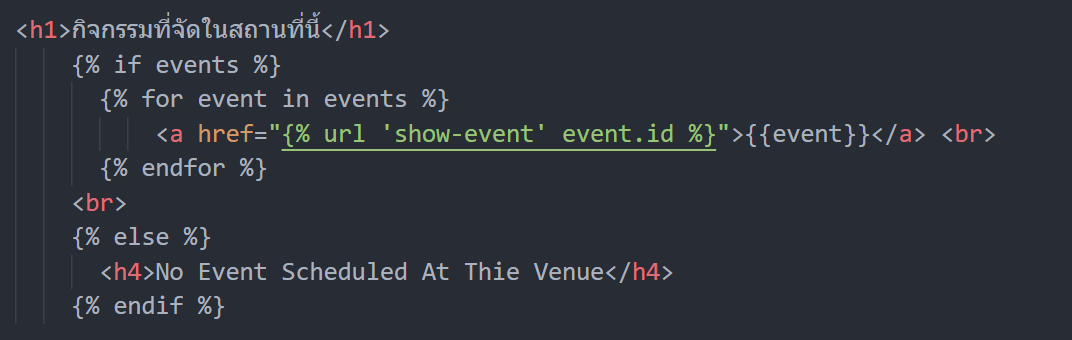 <h1>กิจกรรมที่จัดในสถานที่นี้</h1>
{% if events %}
{% for event in events %}
<a href="{% url 'show-event' event.id %}">{{event}}</a> <br>
{% endfor %}
<br>
{% else %}
<h4>No Event Scheduled At Thie Venue</h4>
{% endif %}